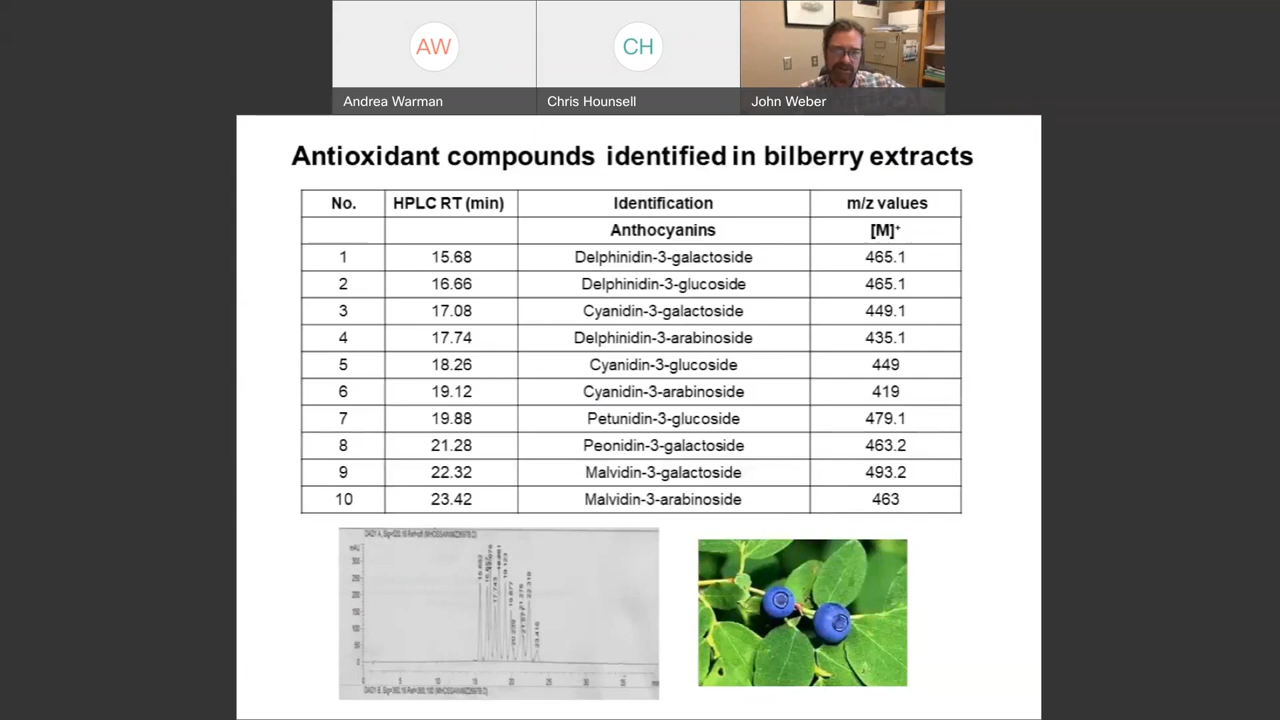 AW
CH
Andrea Warman
Chris Hounsell
John Weber
Antioxidant compounds identified in bilberry extracts
No. HPLC RT (min) Identification m/z values
Anthocyanins [M]+
1 15.68 Delphinidin-3-galactoside 465.1
2 16.66 Delphinidin-3-glucoside 465.1
3 17.08 Cyanidin-3-galactoside 449.1
4 17.74 Delphinidin-3-arabinoside 435.1
5 18.26 Cyanidin-3-glucoside 449
6 19.12 Cyanidin-3-arabinoside 419
7 19.88 Petunidin-3-glucoside 479.1
8 21.28 Peonidin-3-galactoside 463.2
9 22.32 Malvidin-3-galactoside 493.2
10 23.42 Malvidin-3-arabinoside 463